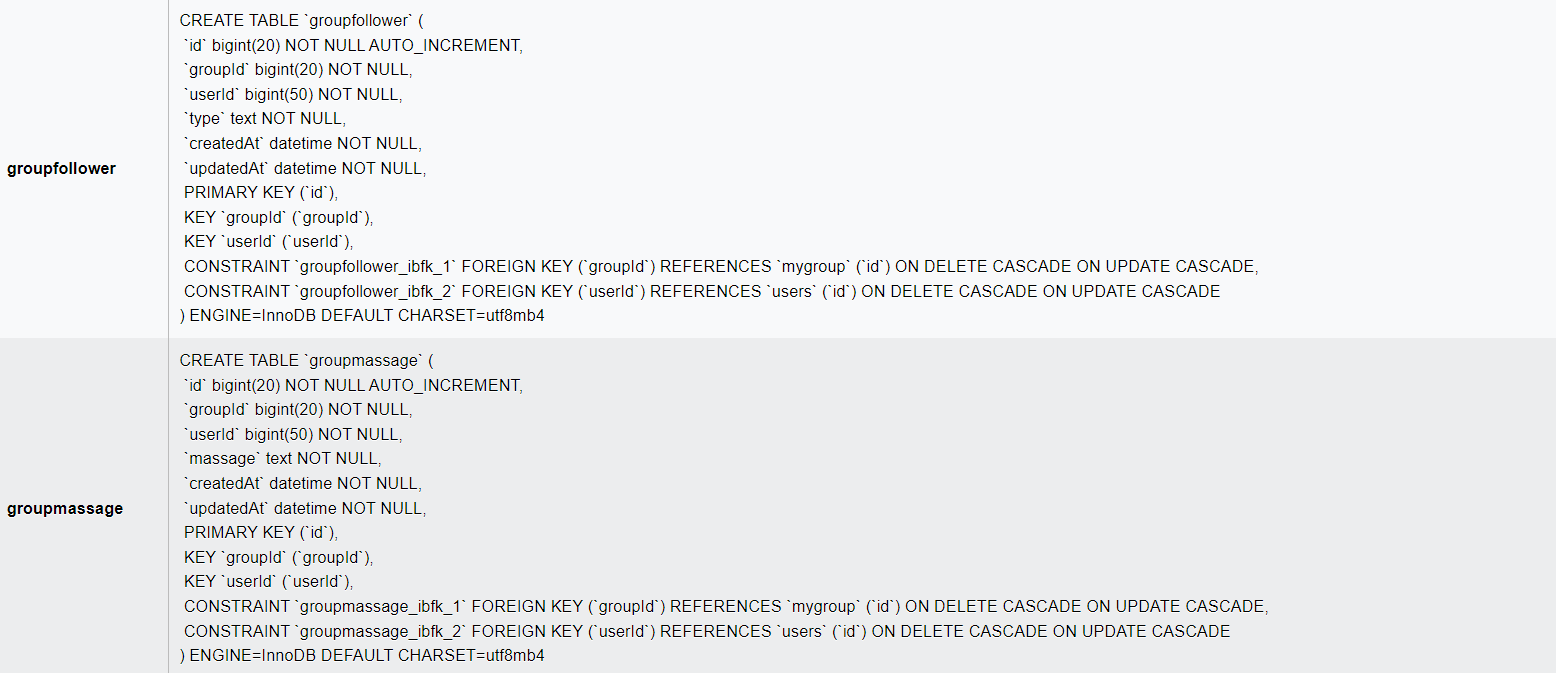 groupfollower
CREATE TABLE `groupfollower` (
`id` bigint(20) NOT NULL AUTO_INCREMENT,
`groupId` bigint(20) NOT NULL,
`userId` bigint(50) NOT NULL,
`type` text NOT NULL,
`createdAt` datetime NOT NULL,
`updatedAt` datetime NOT NULL,
PRIMARY KEY (`id`),
KEY `groupId` (`groupId`),
KEY `userId` (`userId`),
CONSTRAINT `groupfollower_ibfk_1` FOREIGN KEY (`groupId`) REFERENCES `mygroup` (`id`) ON DELETE CASCADE ON UPDATE CASCADE,
CONSTRAINT `groupfollower_ibfk_2` FOREIGN KEY (`userId`) REFERENCES `users` (`id`) ON DELETE CASCADE ON UPDATE CASCADE
) ENGINE=InnoDB DEFAULT CHARSET=utf8mb4
groupmassage
CREATE TABLE `groupmassage` (
`id` bigint(20) NOT NULL AUTO_INCREMENT,
`groupId` bigint(20) NOT NULL,
`userId` bigint(50) NOT NULL,
`massage` text NOT NULL,
`createdAt` datetime NOT NULL,
`updatedAt` datetime NOT NULL,
PRIMARY KEY (`id`),
KEY `groupId` (`groupId`),
KEY `userId` (`userId`),
CONSTRAINT `groupmassage_ibfk_1` FOREIGN KEY (`groupId`) REFERENCES `mygroup` (`id`) ON DELETE CASCADE ON UPDATE CASCADE,
CONSTRAINT `groupmassage_ibfk_2` FOREIGN KEY (`userId`) REFERENCES `users` (`id`) ON DELETE CASCADE ON UPDATE CASCADE
) ENGINE=InnoDB DEFAULT CHARSET=utf8mb4